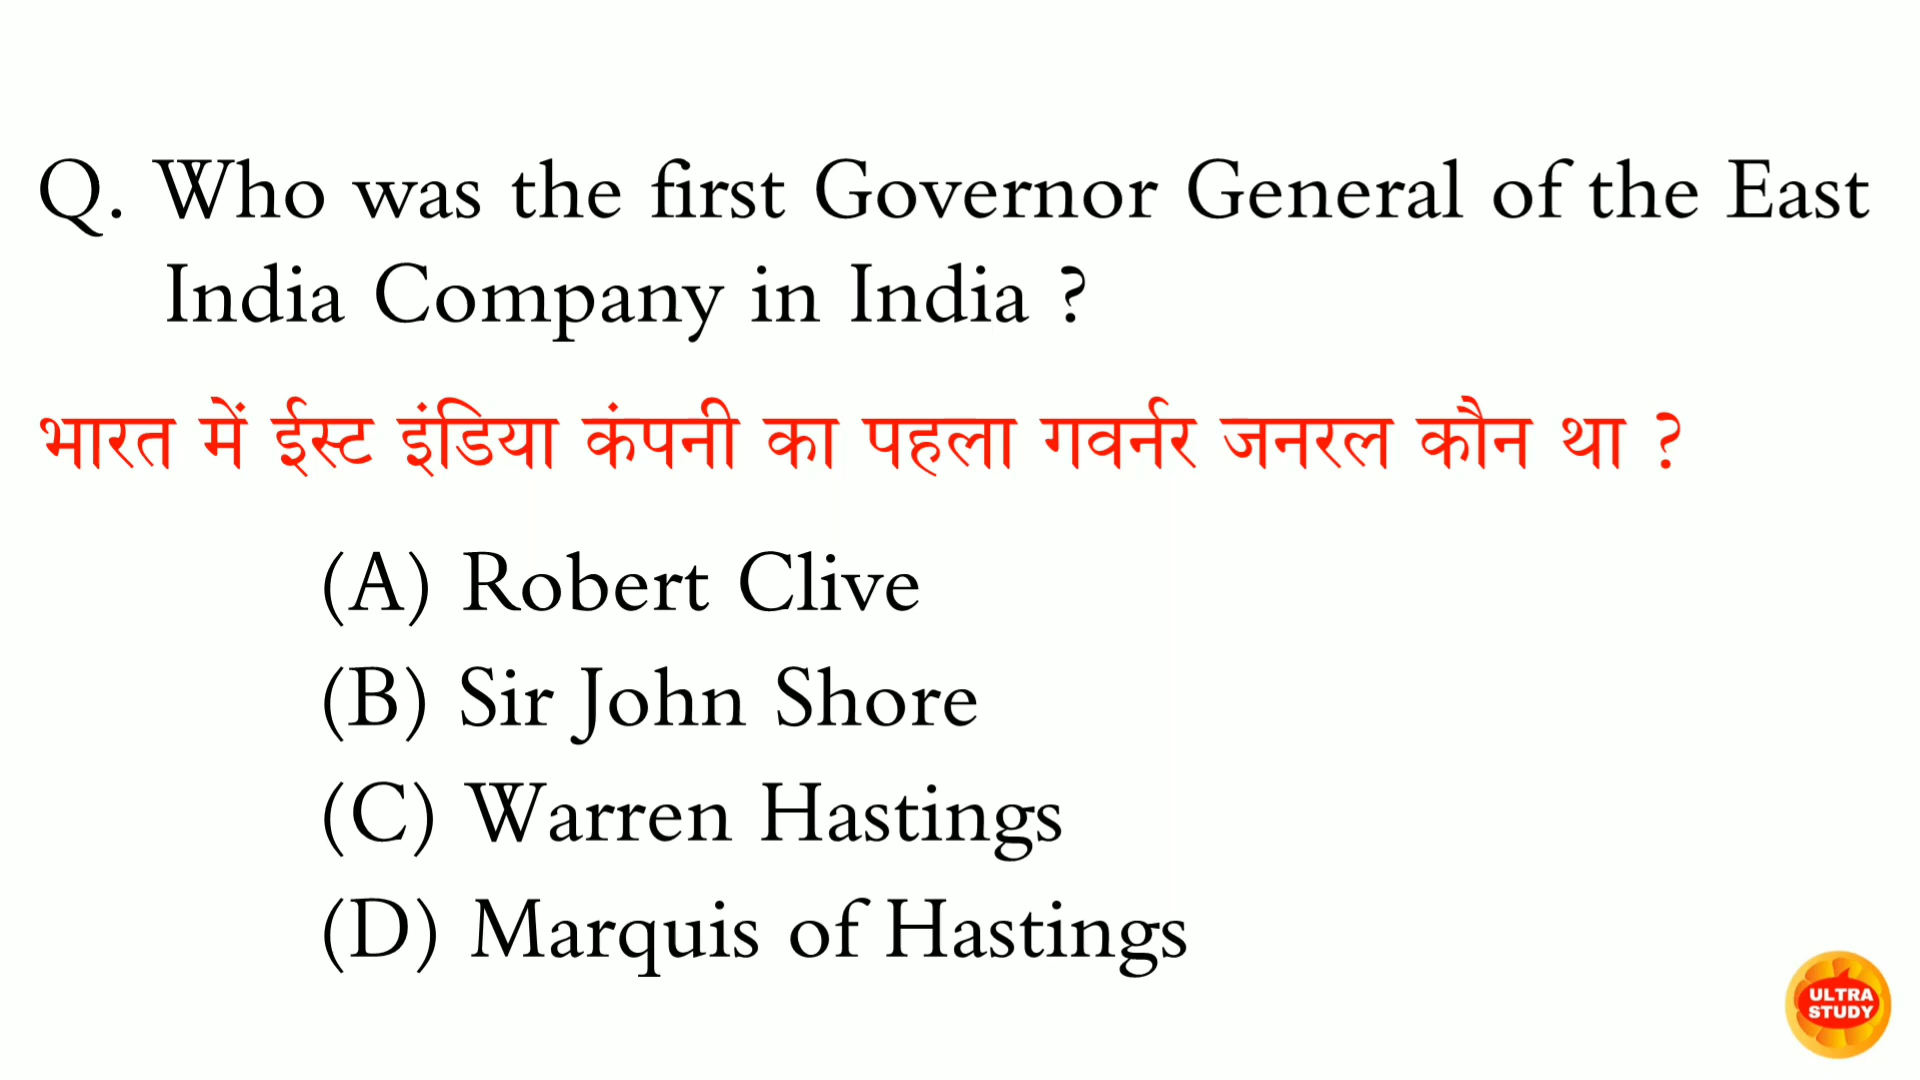 Q. Who was the first Governor General of the East
India Company in India ?
भारत में ईस्ट इंडिया कंपनी का पहला गवर्नर जनरल कौन था ?
(A) Robert Clive
(B) Sir John Shore
(C) Warren Hastings
(D) Marquis of Hastings
ULTRA
STUDY